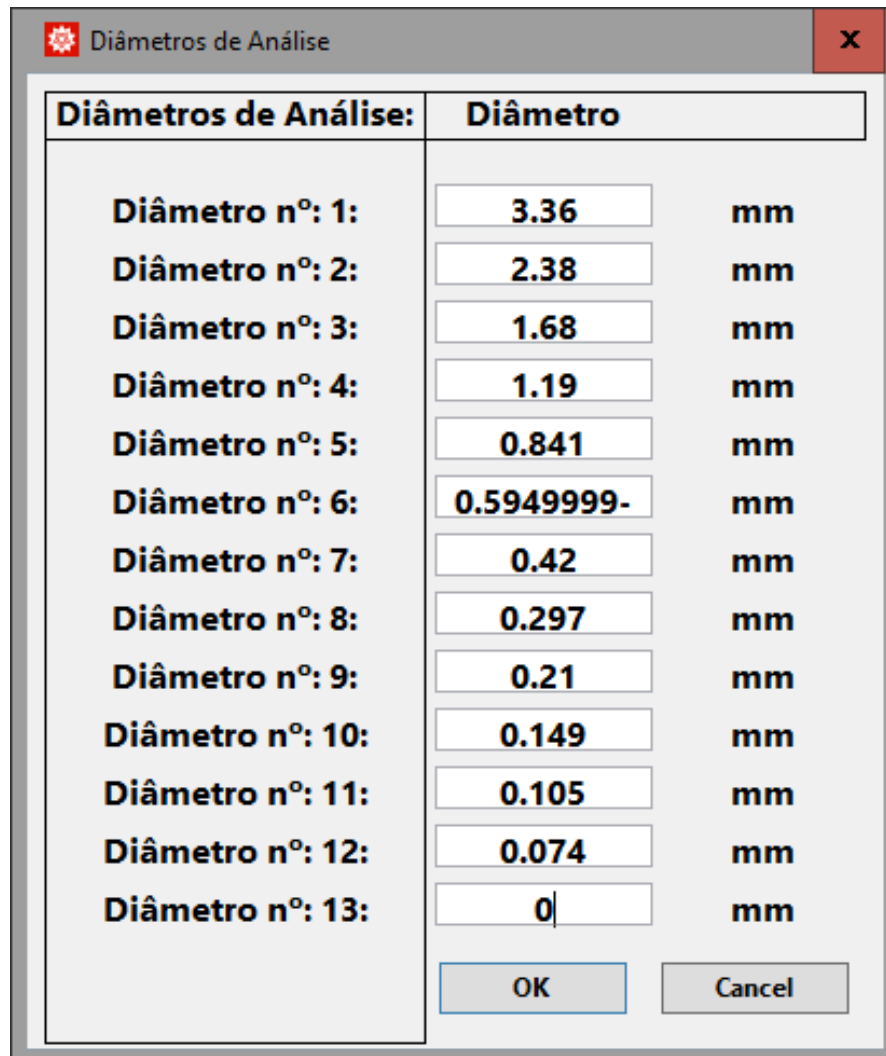 Diâmetros de Análise
x
Diâmetros de Análise: Diâmetro
Diâmetro nº: 1: 3.36 mm
Diâmetro nº: 2: 2.38 mm
Diâmetro nº: 3: 1.68 mm
Diâmetro nº: 4: 1.19 mm
Diâmetro nº: 5: 0.841 mm
Diâmetro nº: 6: 0.5949999- mm
Diâmetro nº: 7: 0.42 mm
Diâmetro nº: 8: 0.297 mm
Diâmetro nº: 9: 0.21 mm
Diâmetro nº: 10: 0.149 mm
Diâmetro nº: 11: 0.105 mm
Diâmetro nº: 12: 0.074 mm
Diâmetro nº: 13: 0 mm
OK Cancel